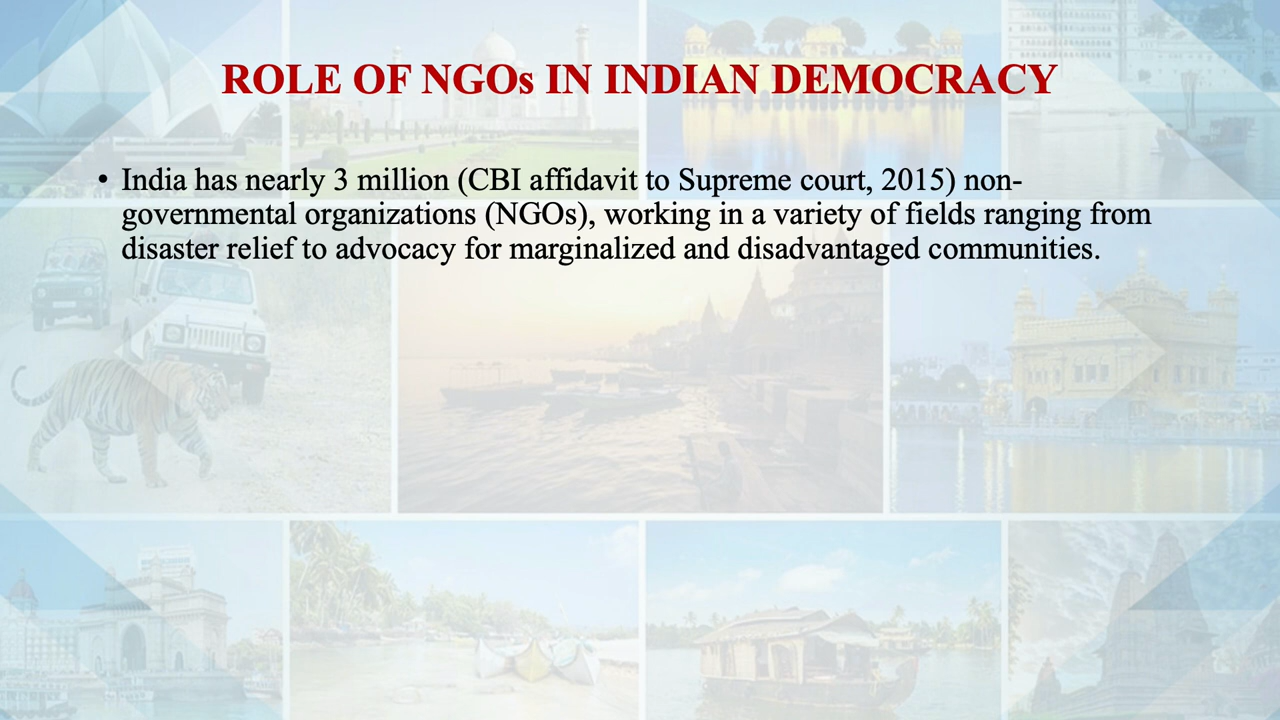 ROLE OF NGOs IN INDIAN DEMOCRACY
• India has nearly 3 million (CBI affidavit to Supreme court, 2015) non-
governmental organizations (NGOs), working in a variety of fields ranging from
disaster relief to advocacy for marginalized and disadvantaged communities.